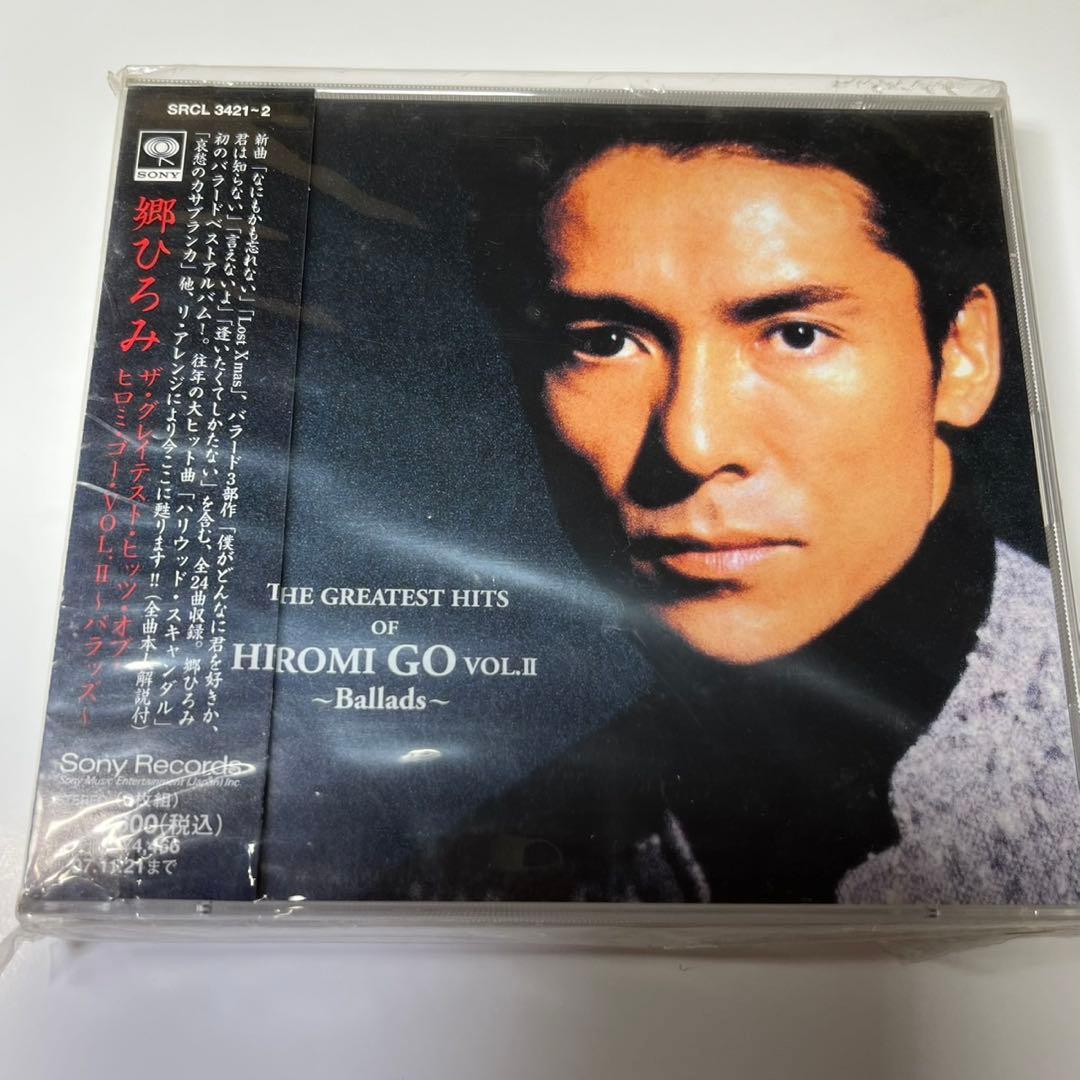 SRCL 3421~2
SONY
郷ひろみ
ザ・グレイテスト・ヒッツ・オブ・
ヒロミ・ゴー・VOL.II ~バラッズ~
新曲「なにもかも忘れない」「Lost Xmas」、バラード3部作「僕がどんなに君を好きか、
君は知らない」「言えないよ」「逢いたくてしかたない」を含む、全24曲収録。郷ひろみ
初のバラードベストアルバム!。往年の大ヒット曲「ハリウッド・スキャンダル」
「哀愁のカサブランカ」他、リ・アレンジにより今ここに甦ります!!(全曲本人解説付)
THE GREATEST HITS
OF
HIROMI GO VOL.II
~Ballads~
Sony Records
Sony Music Entertainment (Japan) Inc.
枚組)
00(税込)
4,466
97.11.21まで